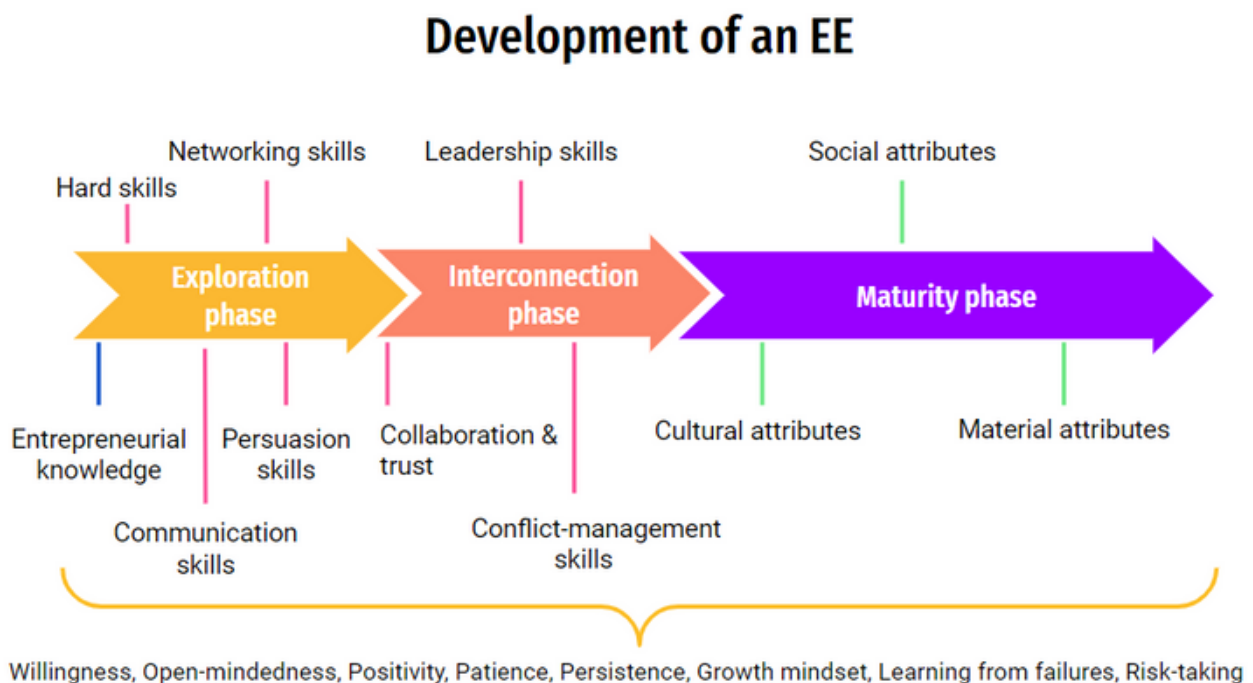 Development of an EE
Networking skills
Leadership skills
Social attributes
Hard skills
Exploration
phase
Interconnection
phase
Maturity phase
Entrepreneurial
knowledge
Persuasion
skills
Collaboration &
trust
Cultural attributes
Material attributes
Communication
skills
Conflict-management
skills
Willingness, Open-mindedness, Positivity, Patience, Persistence, Growth mindset, Learning from failures, Risk-taking